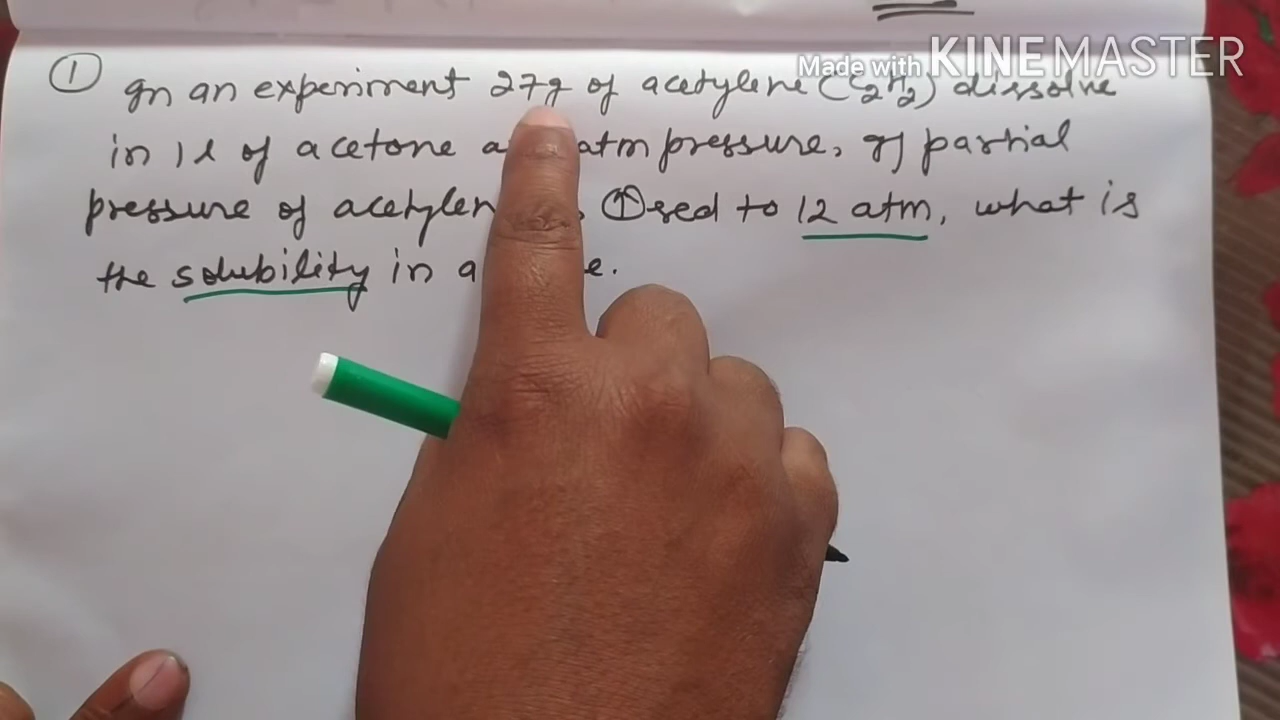 Made with KINEMASTER
① In an experiment 27g of acetylene (C2H2) dissolve
in 1l of acetone atm pressure, If partial
pressure of ↑sed to 12 atm, what is
the solubility in